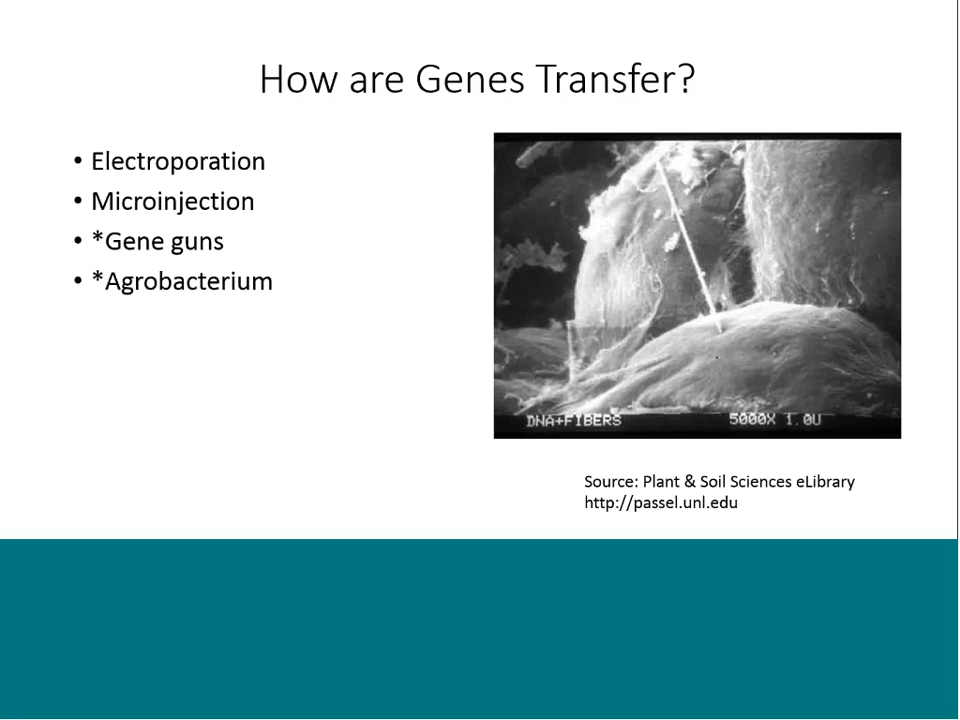 How are Genes Transfer?
• Electroporation
• Microinjection
• *Gene guns
• *Agrobacterium
DNA+FIBERS 5000X 1.0U
Source: Plant & Soil Sciences eLibrary
http://passel.unl.edu